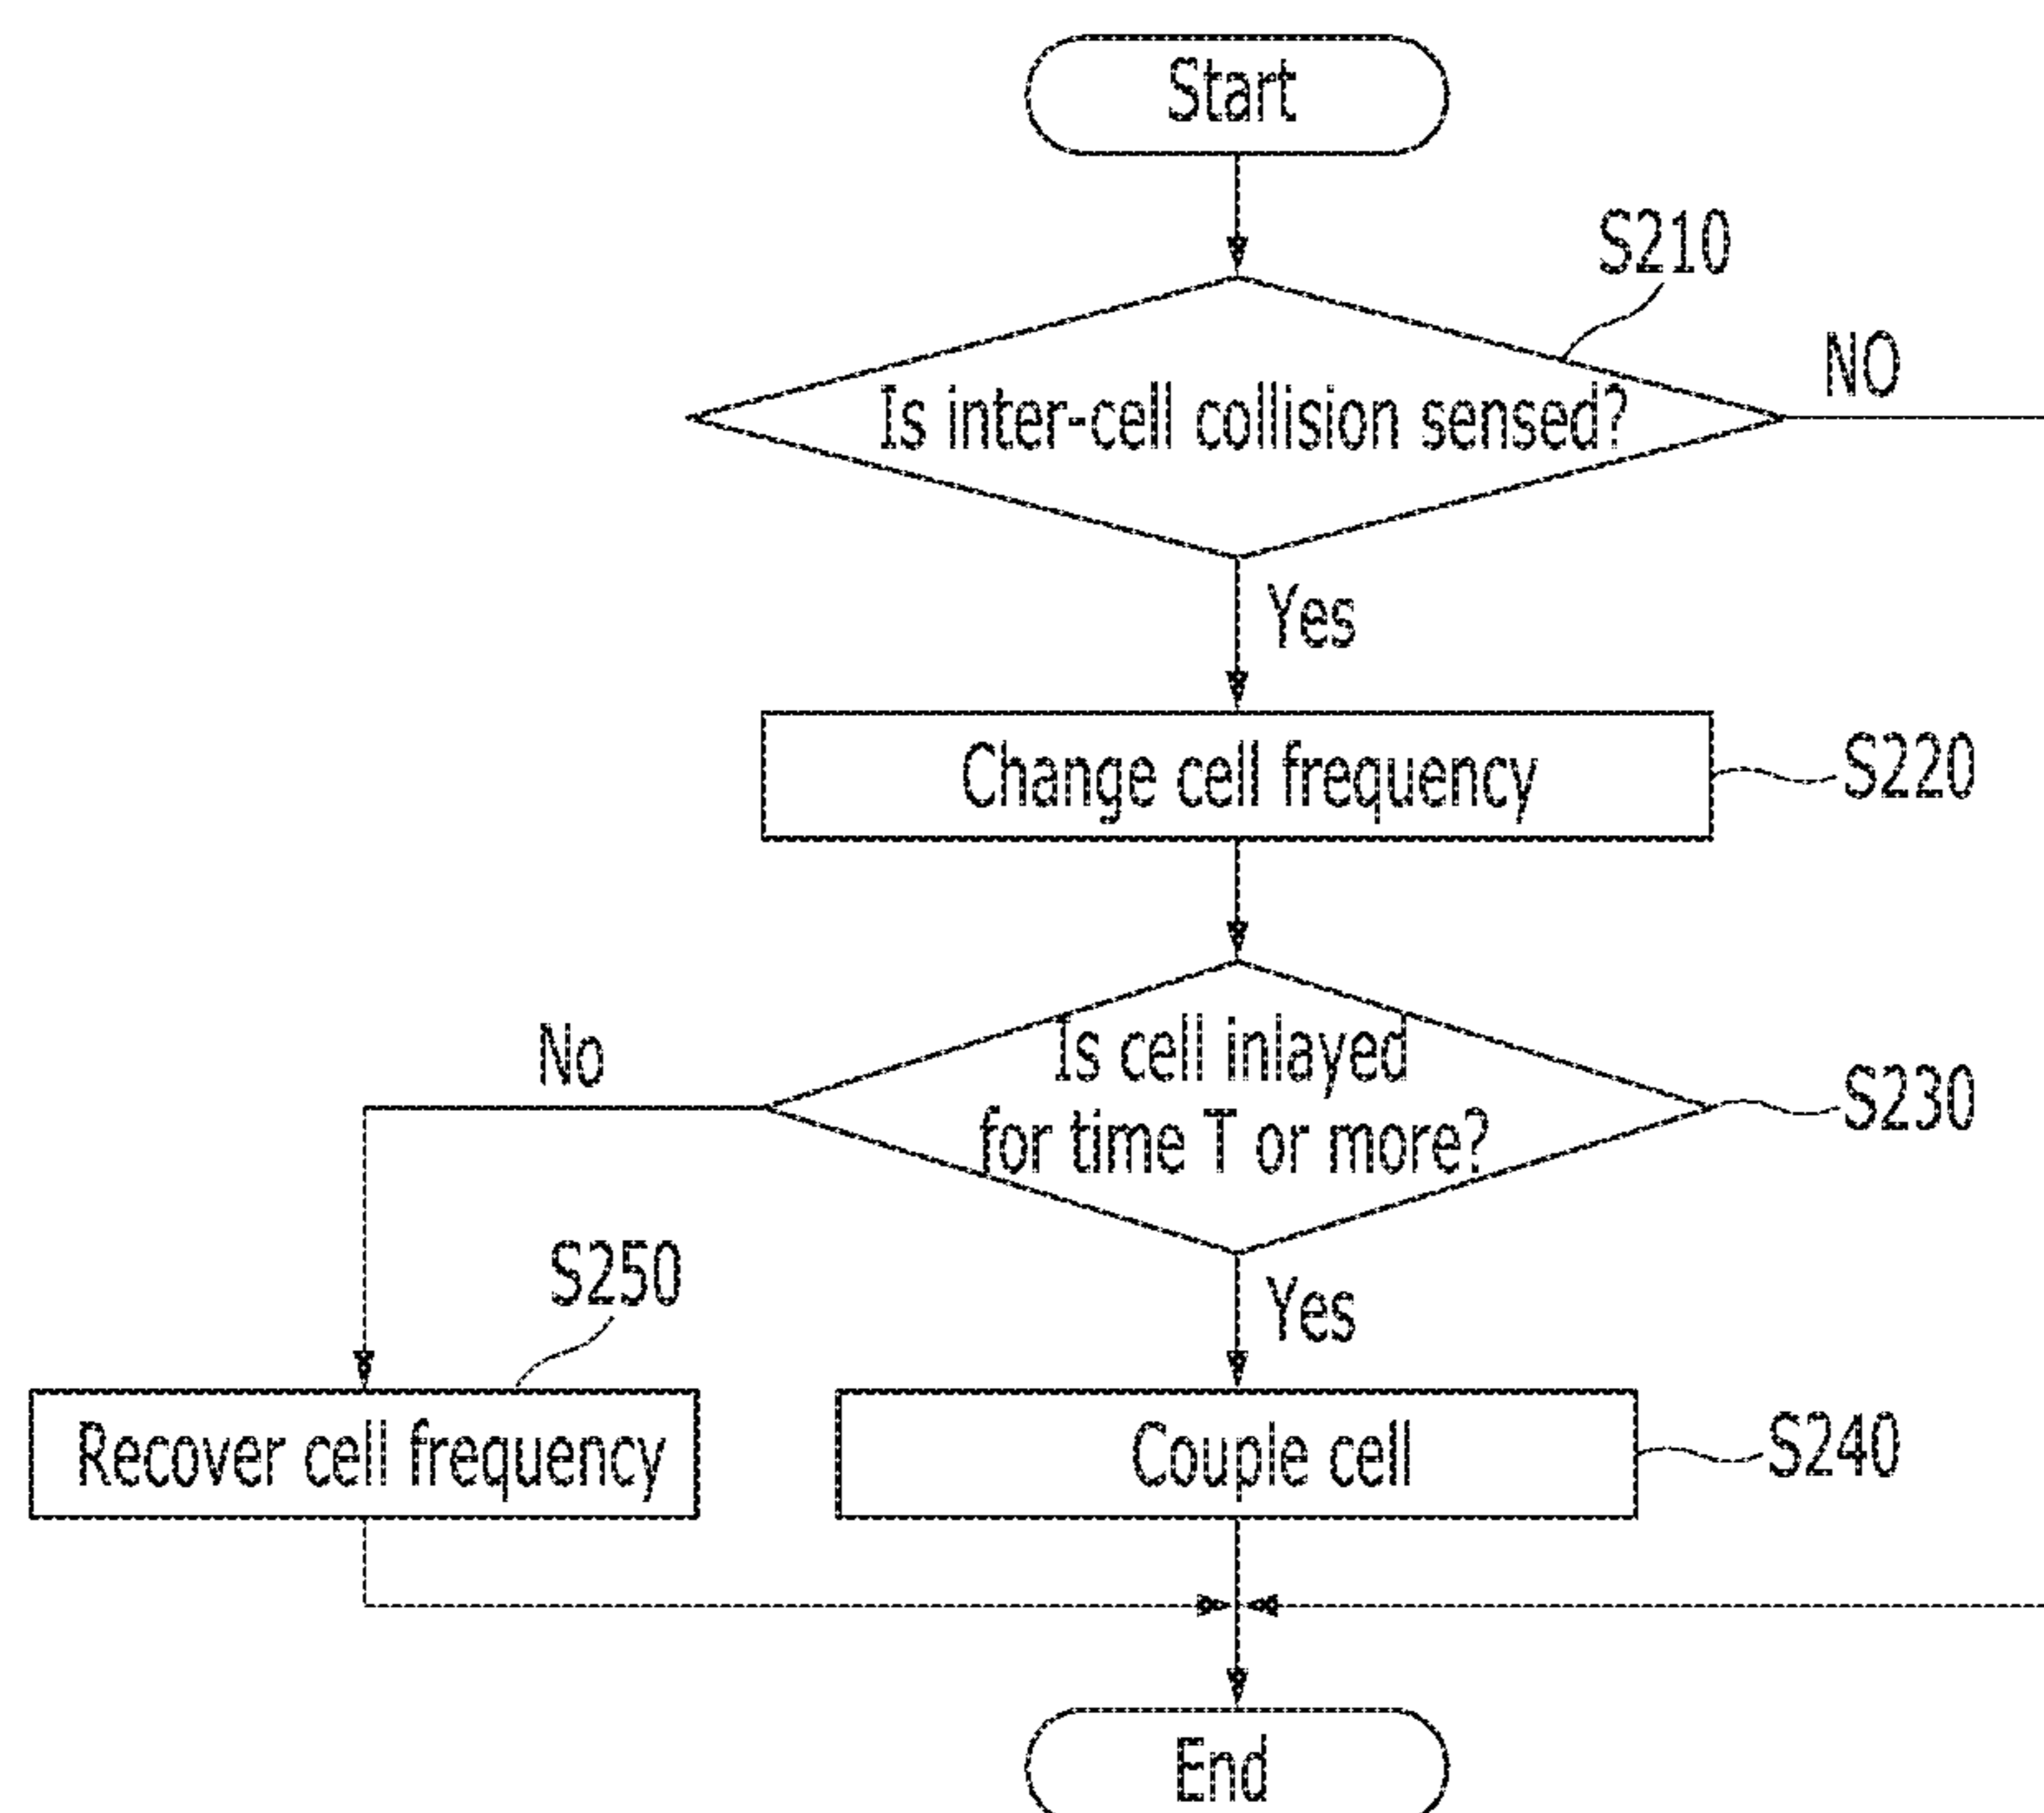 Start
S210
NO
Is inter-cell collision sensed?
Yes
Change cell frequency
S220
No
Is cell inlayed
for time T or more?
S230
S250
Yes
Recover cell frequency
Couple cell
S240
End